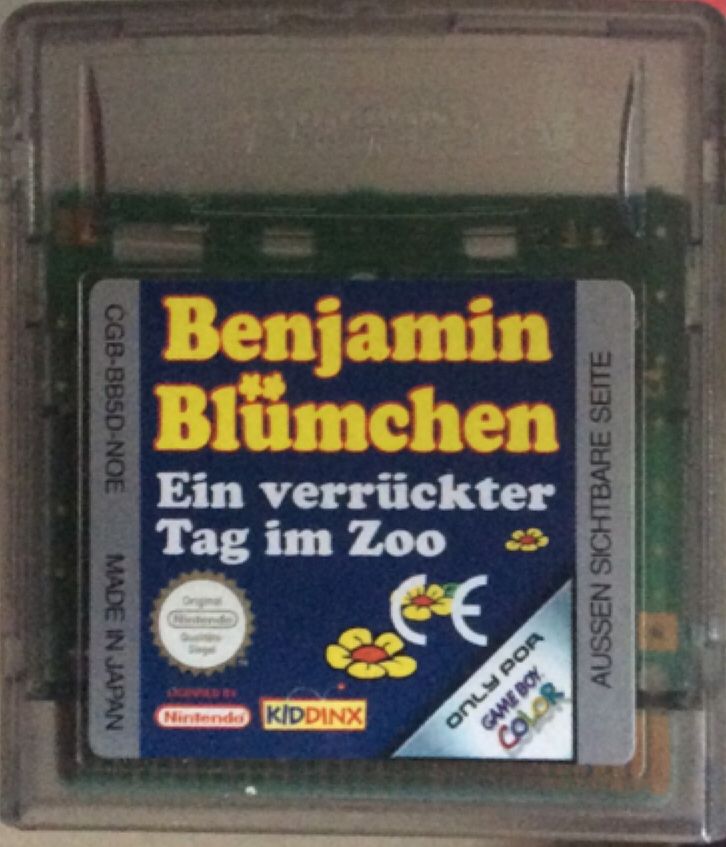 Benjamin
Blümchen
Ein verrückter
Tag im Zoo
Original
Nintendo
Qualitäts-
Siegel
LICENSED BY
Nintendo
KIDDINX
CE
ONLY FOR
GAME BOY
COLOR
CGB-BB5D-NOE
MADE IN JAPAN
AUSSEN SICHTBARE SEITE